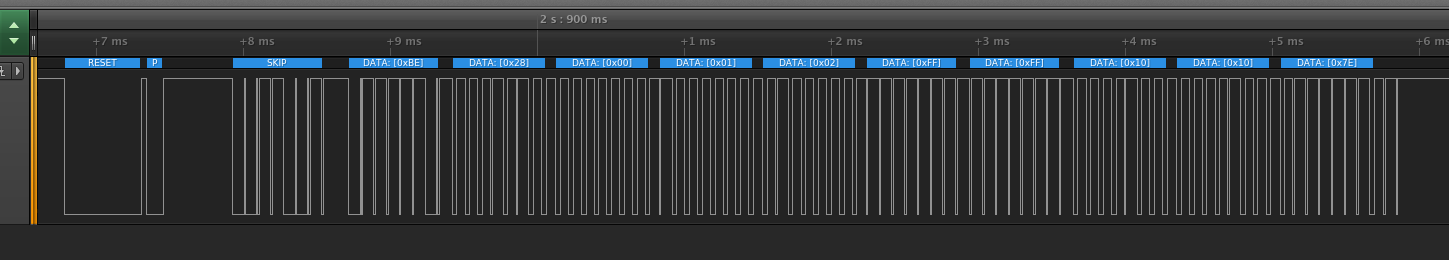 2 s : 900 ms
+7 ms +8 ms +9 ms +1 ms +2 ms +3 ms +4 ms +5 ms +6 ms
RESET P SKIP DATA: [0xBE] DATA: [0x28] DATA: [0x00] DATA: [0x01] DATA: [0x02] DATA: [0xFF] DATA: [0xFF] DATA: [0x10] DATA: [0x10] DATA: [0x7E]